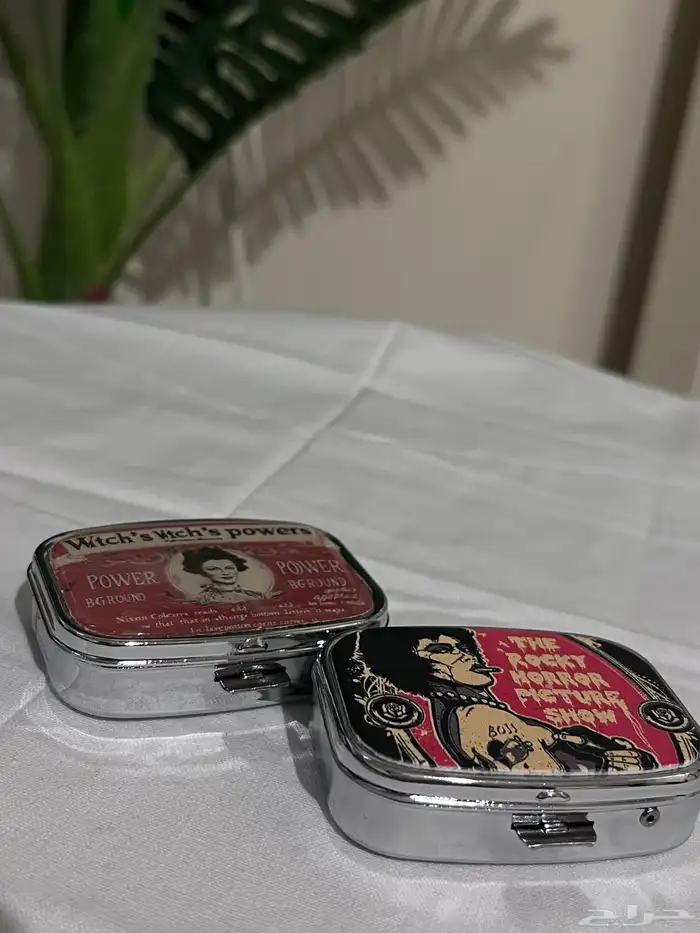 Witch's Witch's powers
POWER
POWER
BGROUND
BGROUND
THE
ROCKY
HORROR
PICTURE
SHOW
BOSS
حراج